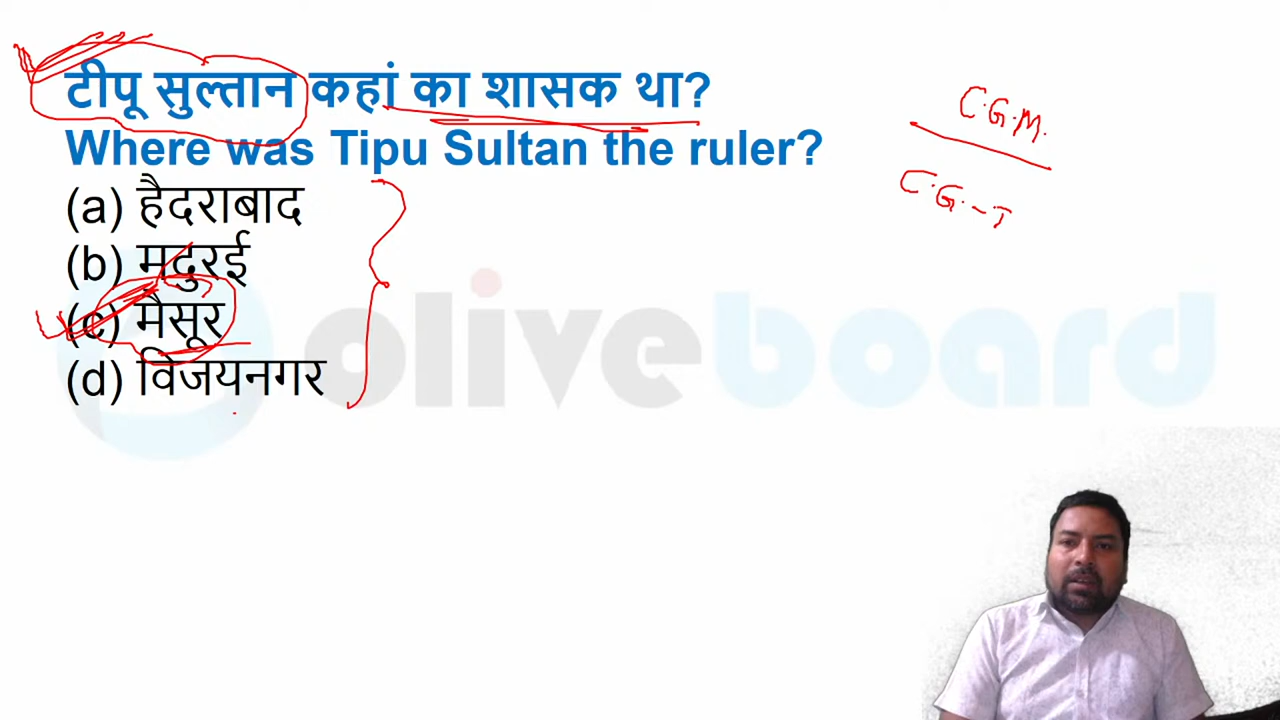 टीपू सुल्तान कहां का शासक था?
Where was Tipu Sultan the ruler?
(a) हैदराबाद
(b) मदुरई
(c) मैसूर
(d) विजयनगर
C.G.M.
C.G.-I
oliveboard